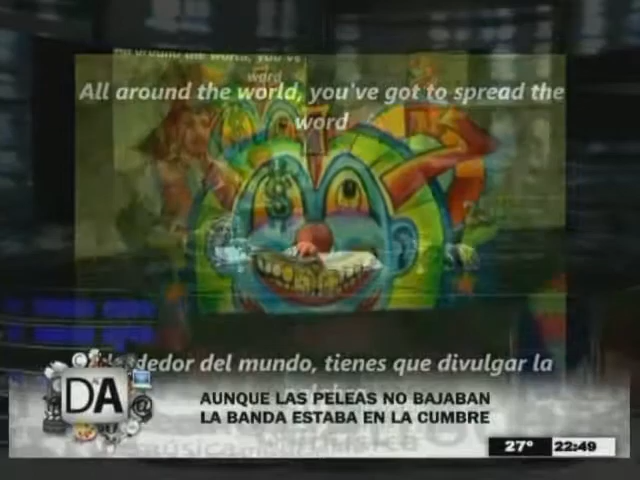 All around the world, you've got to spread the
word
del mundo, tienes que divulgar la
DA
AUNQUE LAS PELEAS NO BAJABAN
LA BANDA ESTABA EN LA CUMBRE
27° 22:49